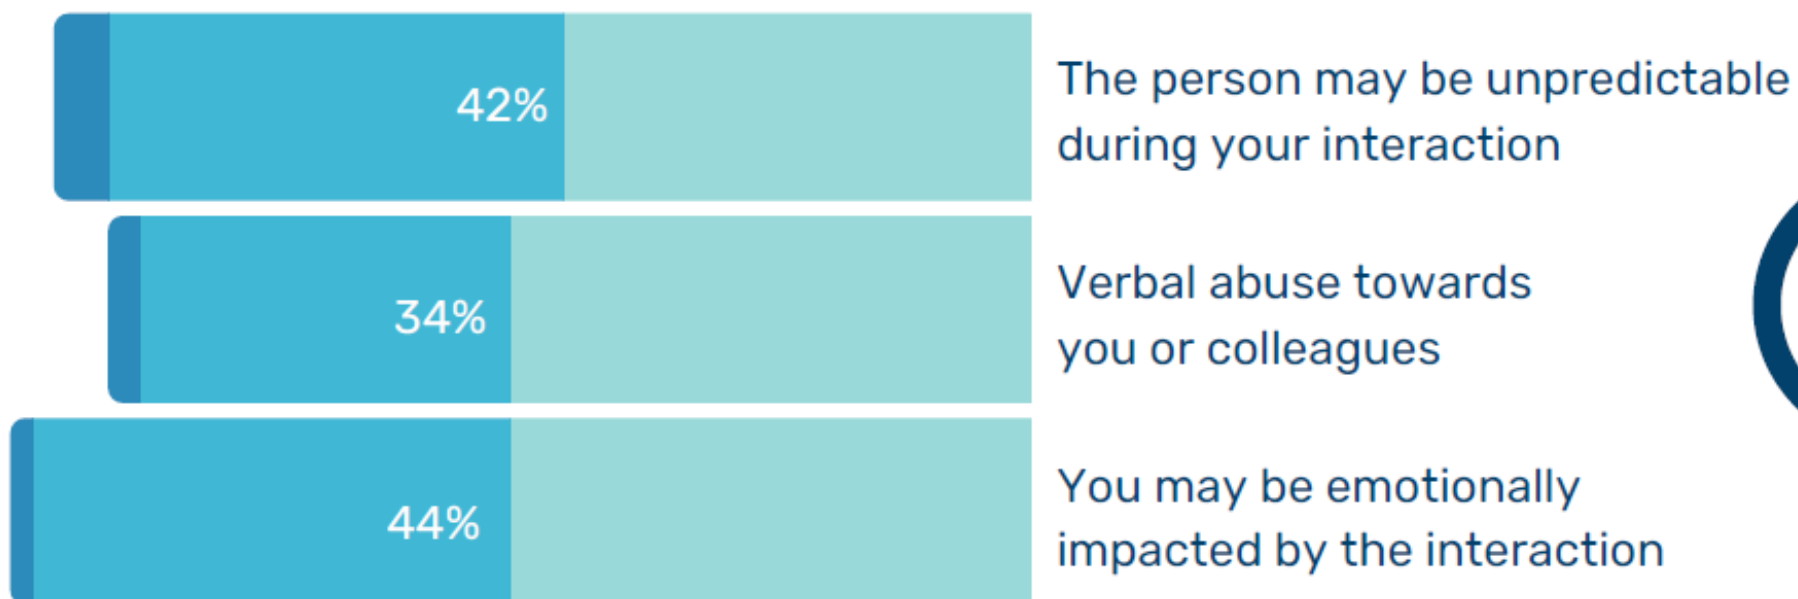 42%
The person may be unpredictable
during your interaction
34%
Verbal abuse towards
you or colleagues
44%
You may be emotionally
impacted by the interaction